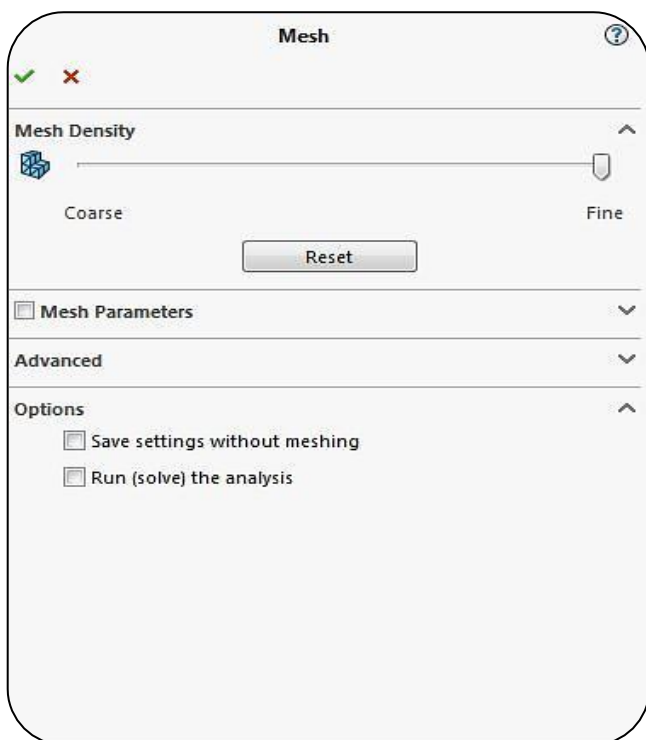 Mesh
?
Mesh Density
Coarse Fine
Reset
Mesh Parameters
Advanced
Options
Save settings without meshing
Run (solve) the analysis